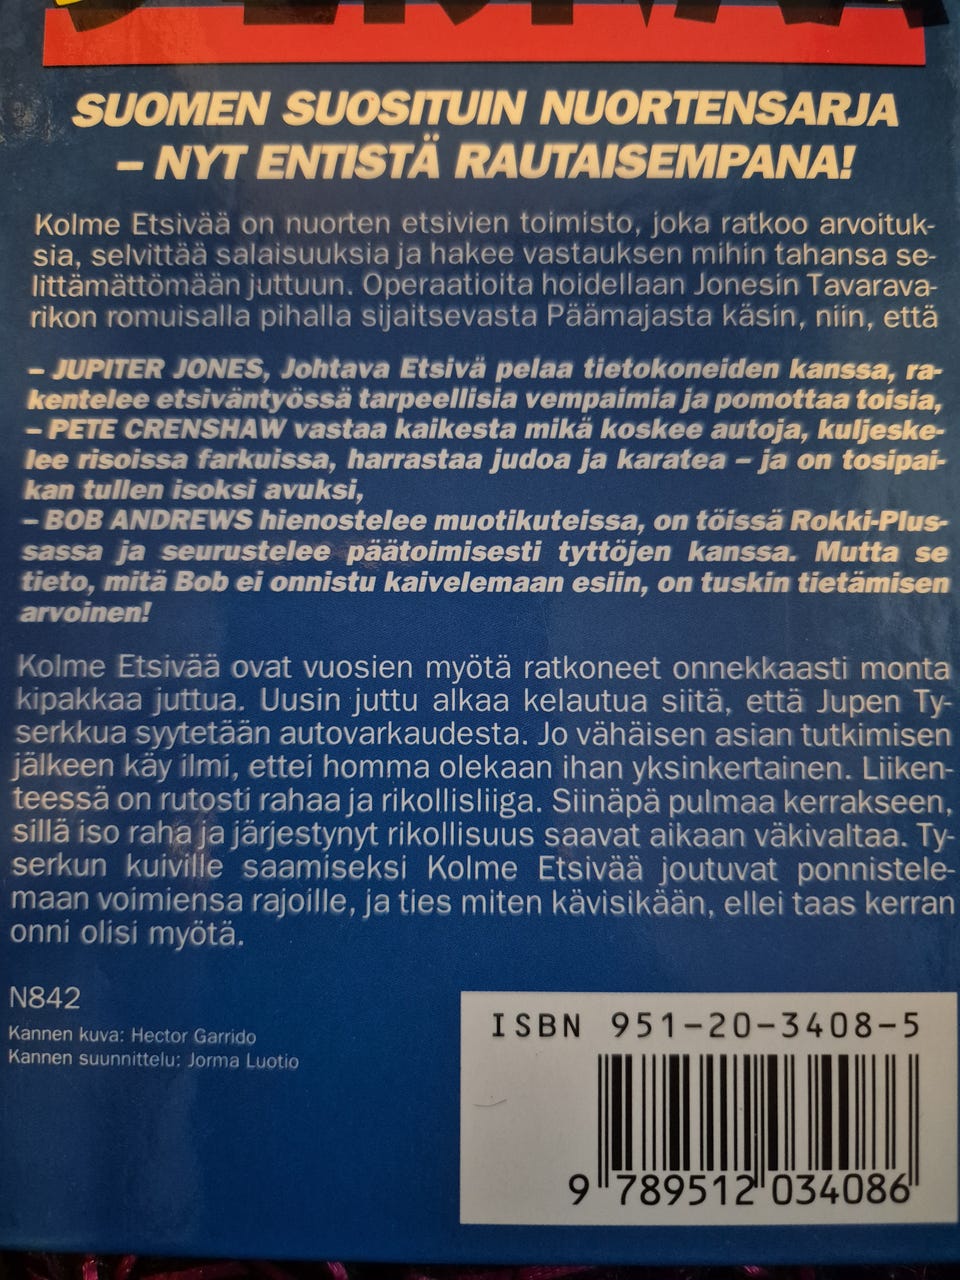 SUOMEN SUOSITUIN NUORTENSARJA
– NYT ENTISTÄ RAUTAISEMPANA!
Kolme Etsivää on nuorten etsivien toimisto, joka ratkoo arvoituk-
sia, selvittää salaisuuksia ja hakee vastauksen mihin tahansa se-
littämättömään juttuun. Operaatioita hoidellaan Jonesin Tavarava-
rikon romuisalla pihalla sijaitsevasta Päämajasta käsin, niin, että
– JUPITER JONES, Johtava Etsivä pelaa tietokoneiden kanssa, ra-
kentelee etsiväntyössä tarpeellisia vempaimia ja pomottaa toisia,
– PETE CRENSHAW vastaa kaikesta mikä koskee autoja, kuljeske-
lee risoissa farkuissa, harrastaa judoa ja karatea – ja on tosipai-
kan tullen isoksi avuksi,
– BOB ANDREWS hienostelee muotikuteissa, on töissä Rokki-Plus-
sassa ja seurustelee päätoimisesti tyttöjen kanssa. Mutta se
tieto, mitä Bob ei onnistu kaivelemaan esiin, on tuskin tietämisen
arvoinen!
Kolme Etsivää ovat vuosien myötä ratkoneet onnekkaasti monta
kipakkaa juttua. Uusin juttu alkaa kelautua siitä, että Jupen Ty-
serkkua syytetään autovarkaudesta. Jo vähäisen asian tutkimisen
jälkeen käy ilmi, ettei homma olekaan ihan yksinkertainen. Liiken-
teessä on rutosti rahaa ja rikollisliiga. Siinäpä pulmaa kerrakseen,
sillä iso raha ja järjestynyt rikollisuus saavat aikaan väkivaltaa. Ty-
serkun kuiville saamiseksi Kolme Etsivää joutuvat ponnistele-
maan voimiensa rajoille, ja ties miten kävisikään, ellei taas kerran
onni olisi myötä.
N842
Kannen kuva: Hector Garrido
Kannen suunnittelu: Jorma Luotio
ISBN 951-20-3408-5
9 789512 034086